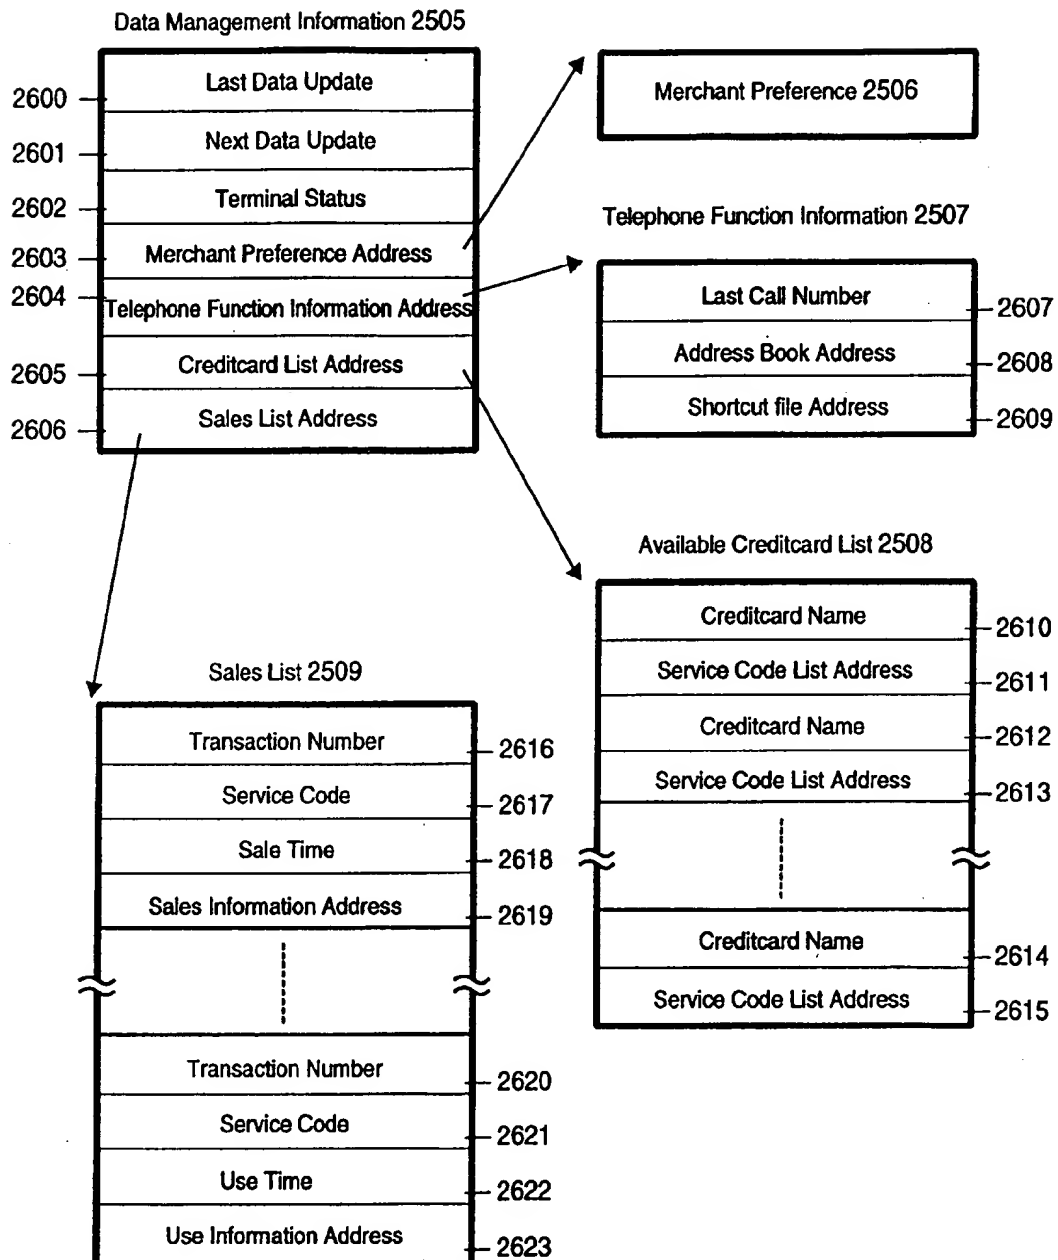 Data Management Information 2505
2600
Last Data Update
2601
Next Data Update
2602
Terminal Status
2603
Merchant Preference Address
2604
Telephone Function Information Address
2605
Creditcard List Address
2606
Sales List Address
Merchant Preference 2506
Telephone Function Information 2507
Last Call Number
2607
Address Book Address
2608
Shortcut file Address
2609
Available Creditcard List 2508
Creditcard Name
2610
Service Code List Address
2611
Creditcard Name
2612
Service Code List Address
2613
Creditcard Name
2614
Service Code List Address
2615
Sales List 2509
Transaction Number
2616
Service Code
2617
Sale Time
2618
Sales Information Address
2619
Transaction Number
2620
Service Code
2621
Use Time
2622
Use Information Address
2623